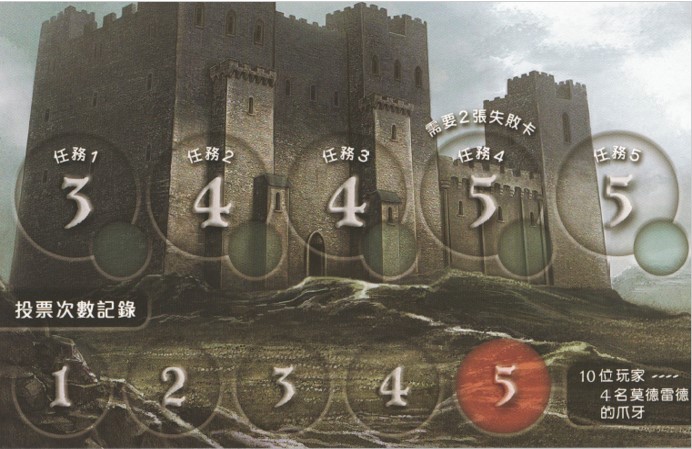 需要2張失敗卡
任務1 任務2 任務3 任務4 任務5
3 4 4 5 5
投票次數記錄
1 2 3 4 5
10位玩家----
4名莫德雷德
的爪牙